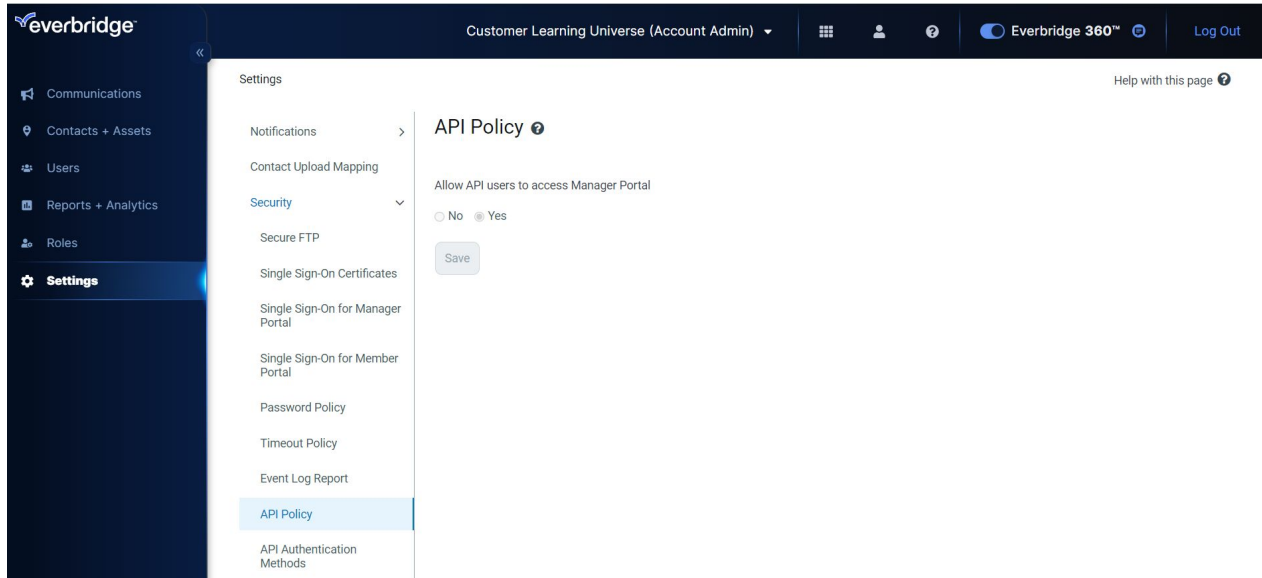 everbridge™
Customer Learning Universe (Account Admin)
Everbridge 360™
Log Out
«
Communications
Contacts + Assets
Users
Reports + Analytics
Roles
Settings
Settings
Help with this page ?
Notifications
Contact Upload Mapping
Security
Secure FTP
Single Sign-On Certificates
Single Sign-On for Manager
Portal
Single Sign-On for Member
Portal
Password Policy
Timeout Policy
Event Log Report
API Policy
API Authentication
Methods
API Policy ?
Allow API users to access Manager Portal
No Yes
Save